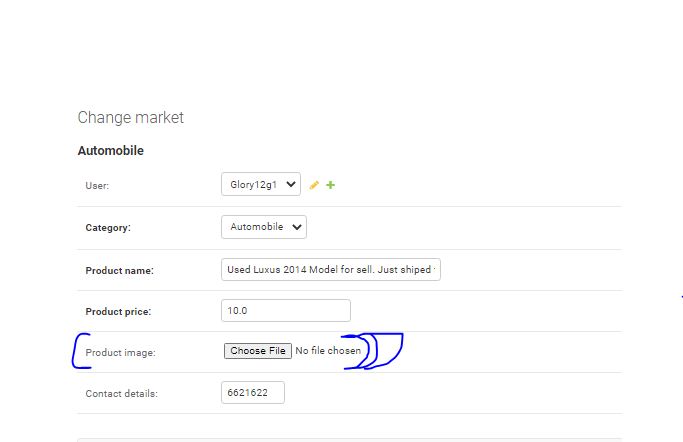 Change market
Automobile
User: Glory12g1
Category: Automobile
Product name: Used Luxus 2014 Model for sell. Just shiped
Product price: 10.0
Product image: Choose File No file chosen
Contact details: 6621622